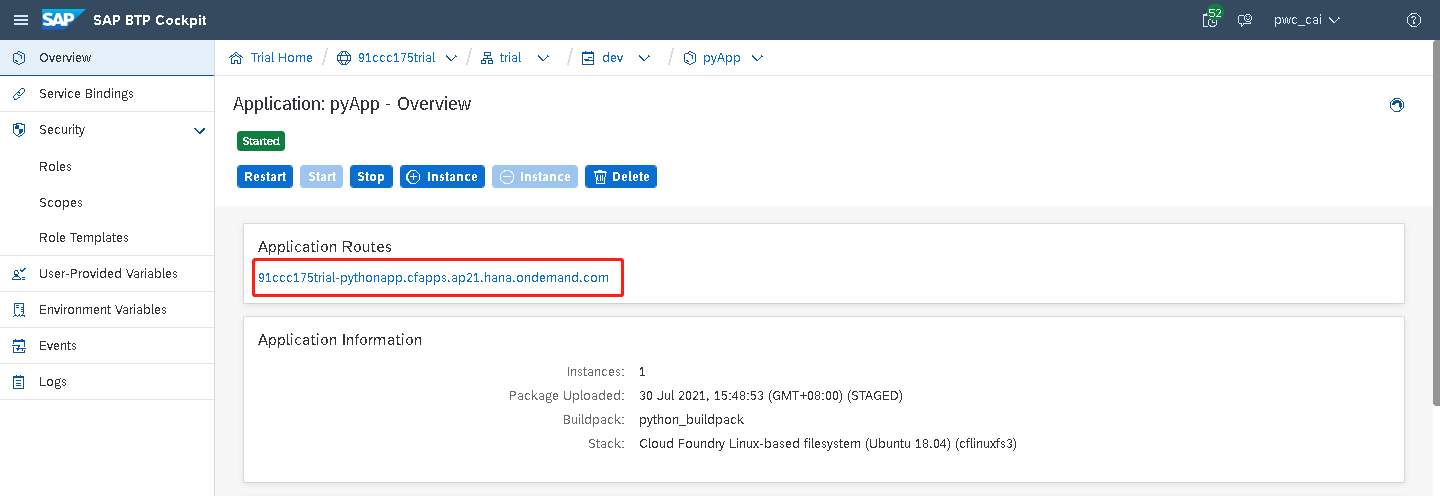 SAP SAP BTP Cockpit 52 pwc_cai
Overview
Service Bindings
Security
Roles
Scopes
Role Templates
User-Provided Variables
Environment Variables
Events
Logs
Trial Home / 91ccc175trial / trial / dev / pyApp
Application: pyApp - Overview
Started
Restart Start Stop Instance Instance Delete
Application Routes
91ccc175trial-pythonapp.cfapps.ap21.hana.ondemand.com
Application Information
Instances: 1
Package Uploaded: 30 Jul 2021, 15:48:53 (GMT+08:00) (STAGED)
Buildpack: python_buildpack
Stack: Cloud Foundry Linux-based filesystem (Ubuntu 18.04) (cflinuxfs3)